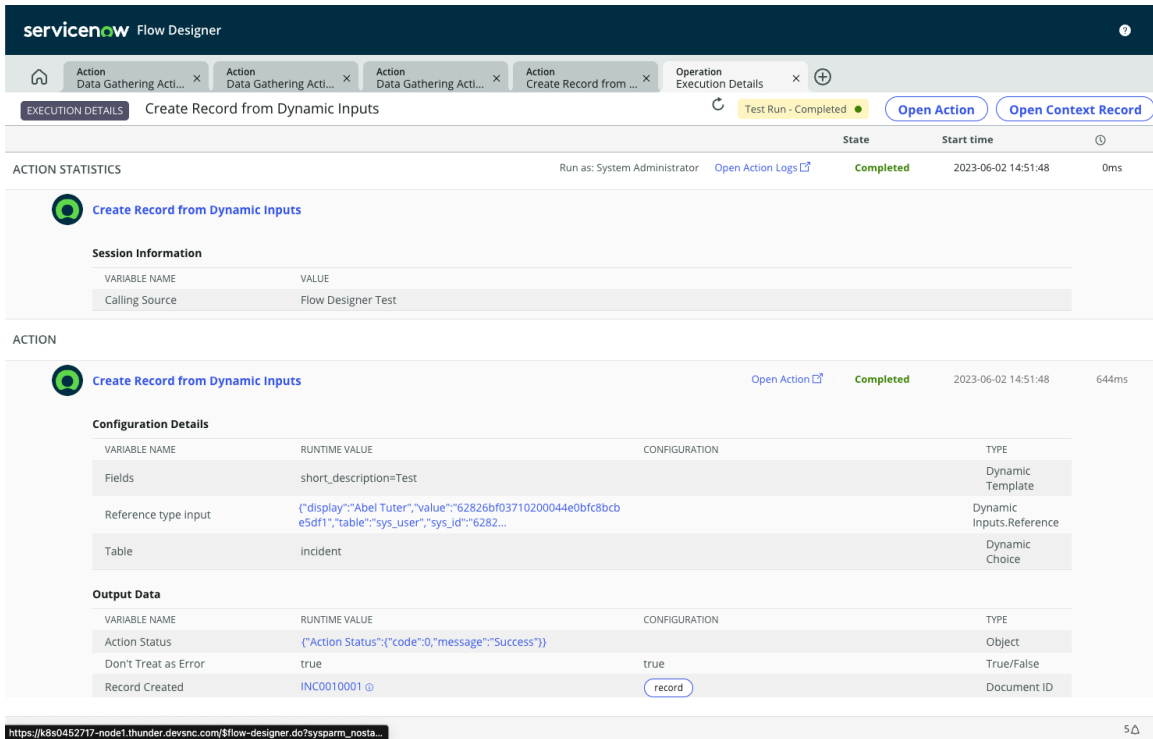 servicenow Flow Designer
?
Action
Data Gathering Acti... ×
Action
Data Gathering Acti... ×
Action
Data Gathering Acti... ×
Action
Create Record from ... ×
Operation
Execution Details ×
EXECUTION DETAILS Create Record from Dynamic Inputs Test Run - Completed Open Action Open Context Record
State Start time
ACTION STATISTICS Run as: System Administrator Open Action Logs Completed 2023-06-02 14:51:48 0ms
Create Record from Dynamic Inputs
Session Information
VARIABLE NAME VALUE
Calling Source Flow Designer Test
ACTION
Create Record from Dynamic Inputs Open Action Completed 2023-06-02 14:51:48 644ms
Configuration Details
VARIABLE NAME RUNTIME VALUE CONFIGURATION TYPE
Fields short_description=Test Dynamic
Template
Reference type input {"display":"Abel Tuter","value":"62826bf03710200044e0bfc8bcb
e5df1","table":"sys_user","sys_id":"6282... Dynamic
Inputs.Reference
Table incident Dynamic
Choice
Output Data
VARIABLE NAME RUNTIME VALUE CONFIGURATION TYPE
Action Status {"Action Status":{"code":0,"message":"Success"}} Object
Don't Treat as Error true true True/False
Record Created INC0010001 record Document ID
https://k8s0452717-node1.thunder.devsnc.com/$flow-designer.do?sysparm_nosta...
5